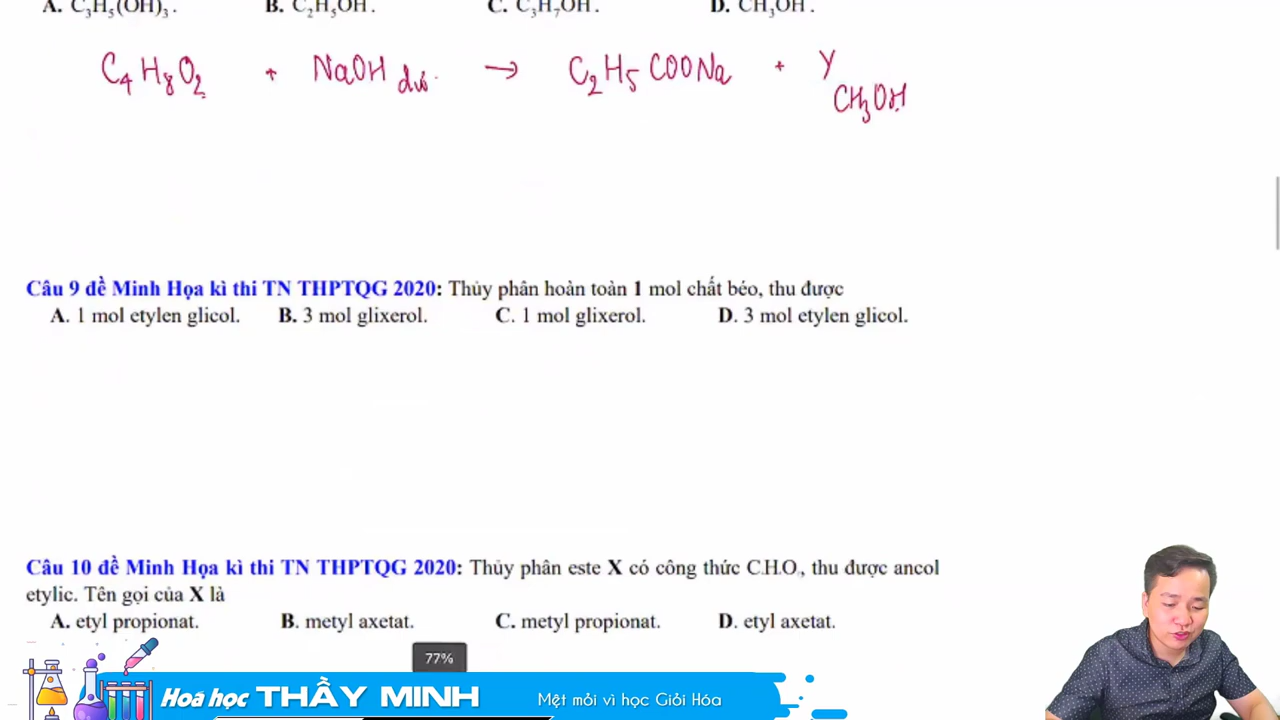 A. C₃H₅(OH)₃. B. C₂H₅OH. C. C₃H₇OH. D. CH₃OH.
C₄H₈O₂ + NaOH dư → C₂H₅COONa + Y
CH₃OH
Câu 9 đề Minh Họa kì thi TN THPTQG 2020: Thủy phân hoàn toàn 1 mol chất béo, thu được
A. 1 mol etylen glicol. B. 3 mol glixerol. C. 1 mol glixerol. D. 3 mol etylen glicol.
Câu 10 đề Minh Họa kì thi TN THPTQG 2020: Thủy phân este X có công thức C.H.O., thu được ancol
etylic. Tên gọi của X là
A. etyl propionat. B. metyl axetat. C. metyl propionat. D. etyl axetat.
77%
Hoá học THẦY MINH Mệt mỏi vì học Giỏi Hóa